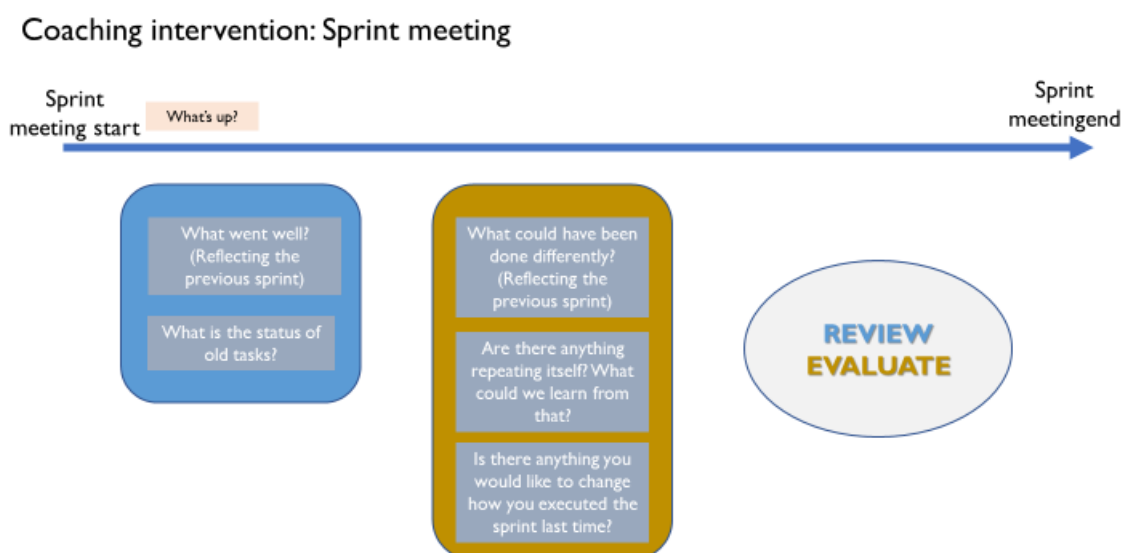 Coaching intervention: Sprint meeting
Sprint
meeting start
What's up?
Sprint
meetingend
What went well?
(Reflecting the
previous sprint)
What is the status of
old tasks?
What could have been
done differently?
(Reflecting the
previous sprint)
Are there anything
repeating itself? What
could we learn from
that?
Is there anything you
would like to change
how you executed the
sprint last time?
REVIEW
EVALUATE